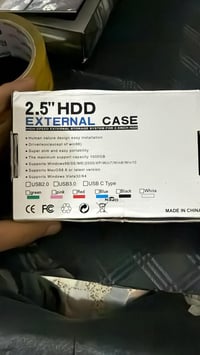 2.5"HDD
EXTERNAL CASE
HIGH-SPEED EXTERNAL STORAGE SYSTEM FOR 2.5INCH HDD
Human nature design easy installation
Driverless(except of win98)
Super slim and easy portability
The maximum support capacity 1000GB
Supports Windows98/SE/ME/2000/XP/Win7/Win8/Win10
Supports MacOS8.6 or latest version
Supports Windows Vista32/64
USB2.0 USB3.0 USB C Type
green pink Red Blue Black White
CE FC MADE IN CHINA